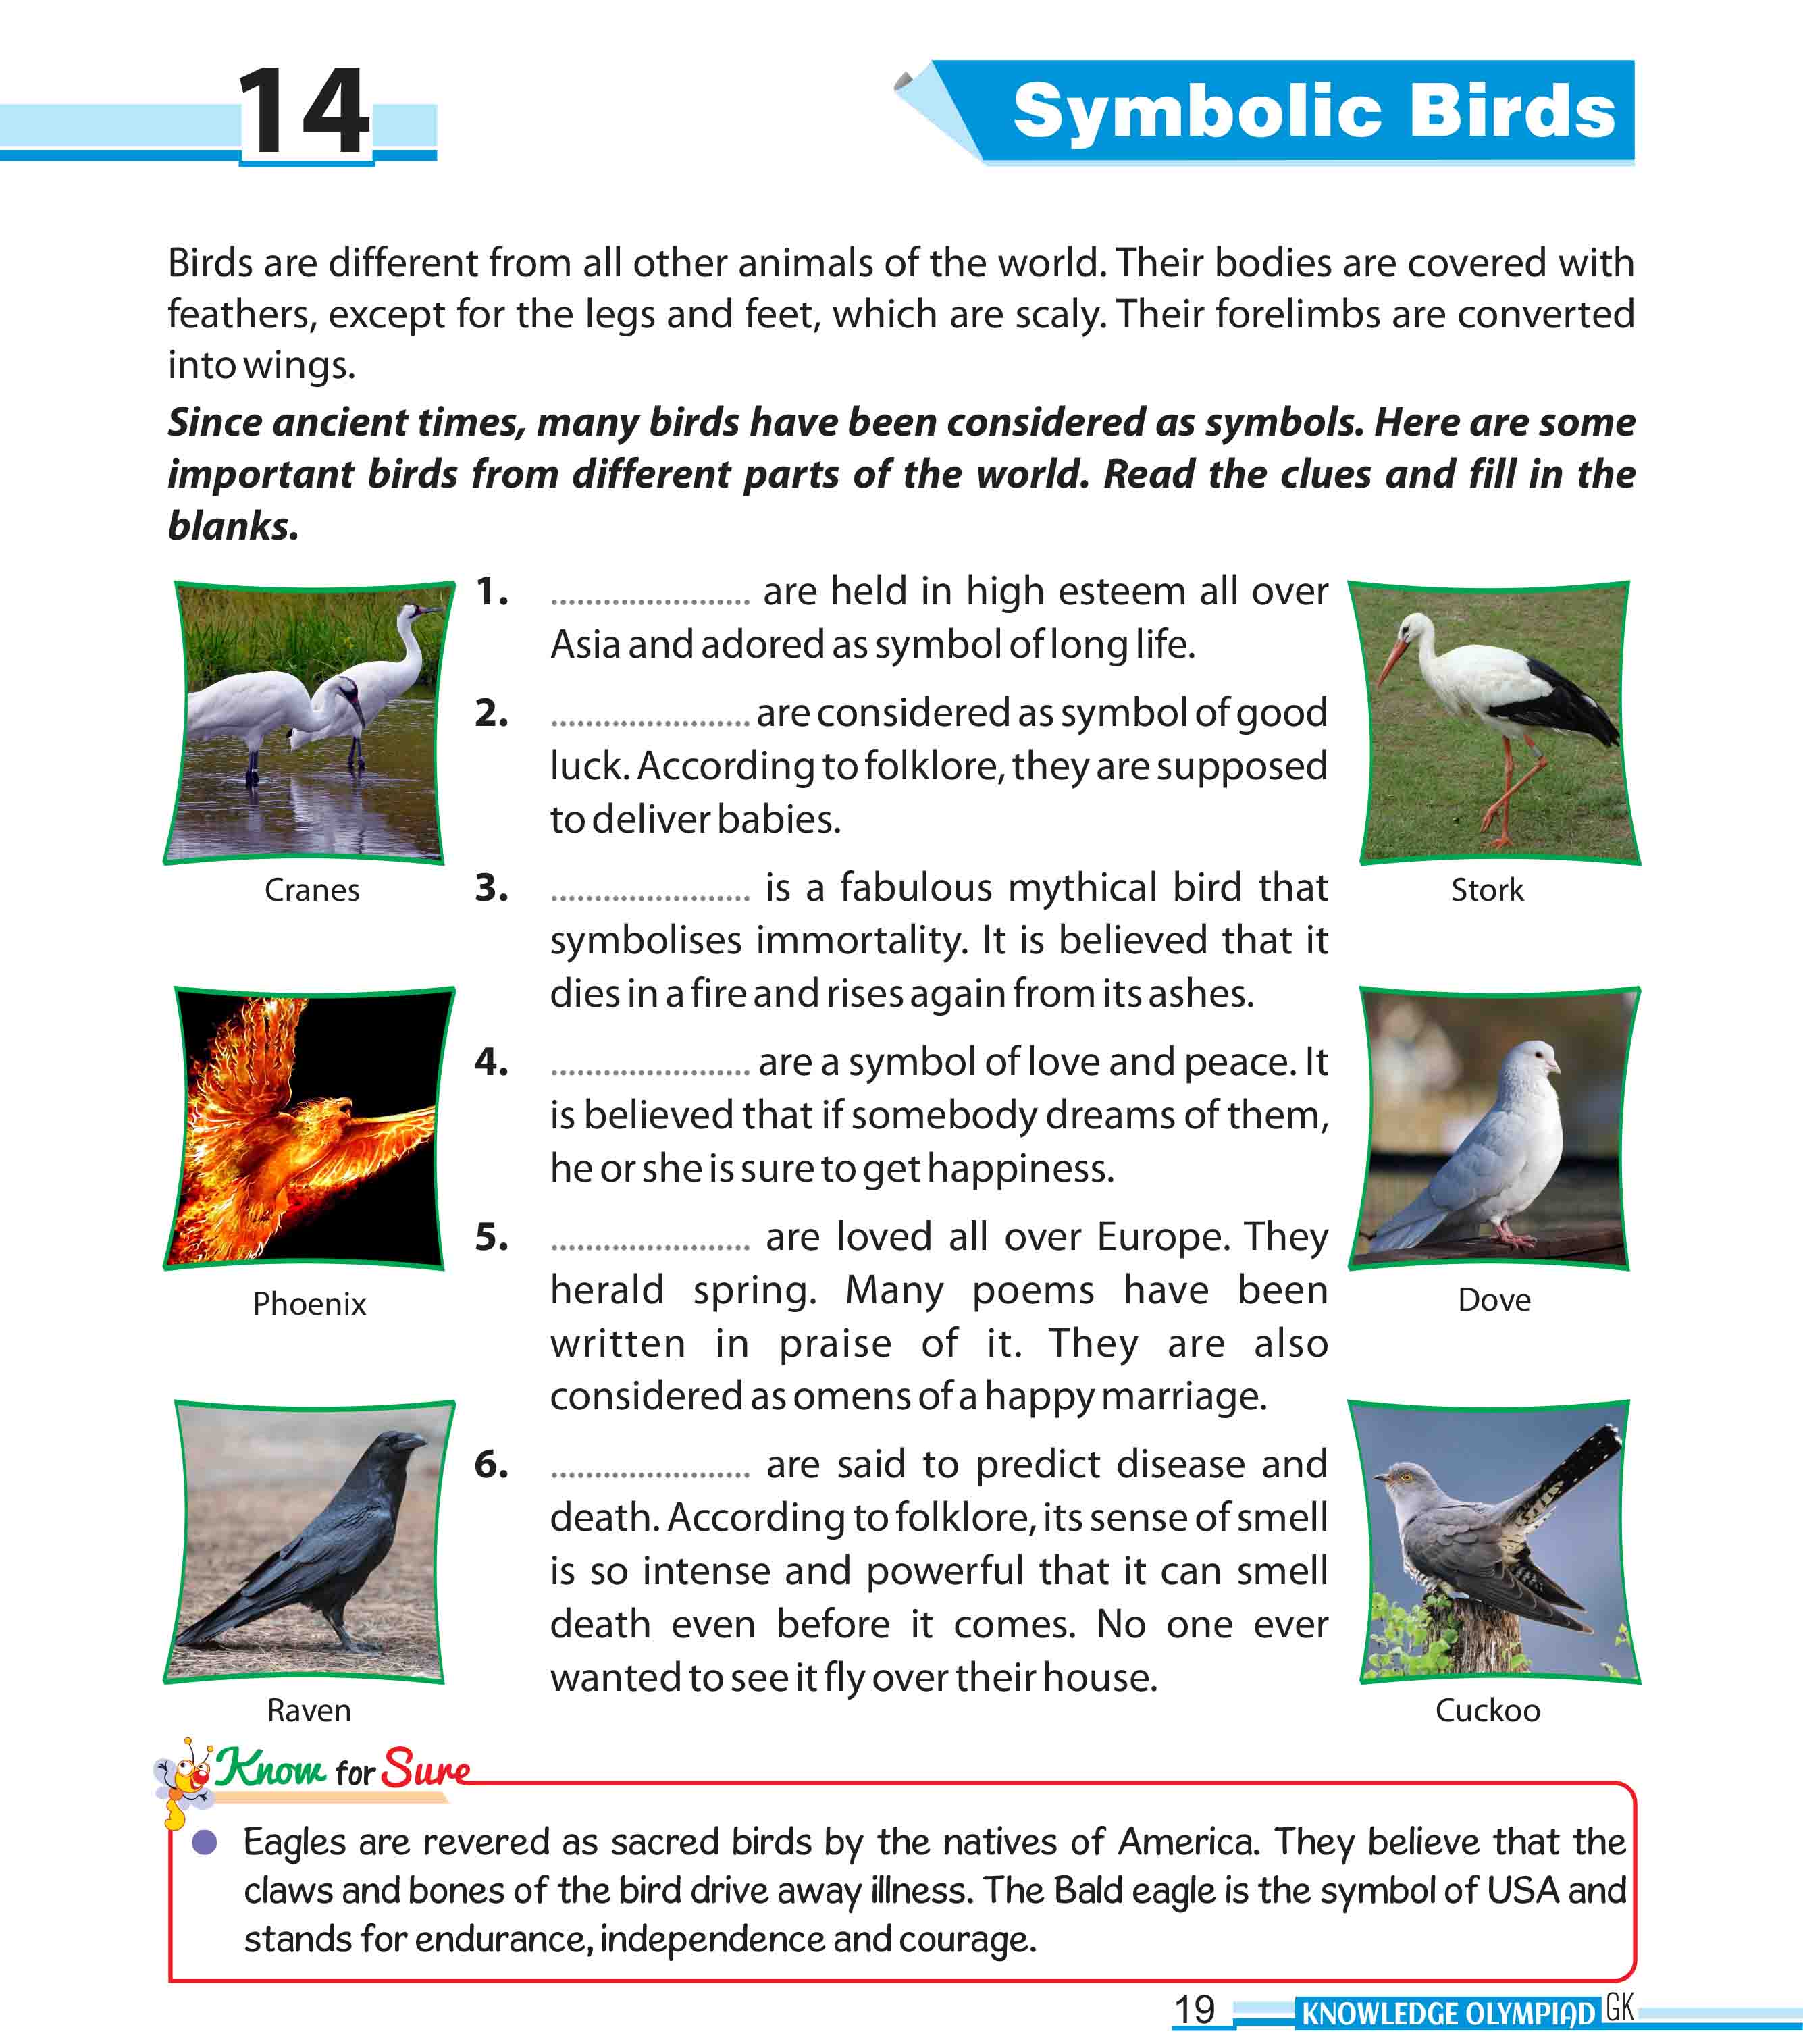 14
Symbolic Birds
Birds are different from all other animals of the world. Their bodies are covered with
feathers, except for the legs and feet, which are scaly. Their forelimbs are converted
into wings.
Since ancient times, many birds have been considered as symbols. Here are some
important birds from different parts of the world. Read the clues and fill in the
blanks.
1. ....................... are held in high esteem all over
Asia and adored as symbol of long life.
2. ....................... are considered as symbol of good
luck. According to folklore, they are supposed
to deliver babies.
Cranes
3. ....................... is a fabulous mythical bird that
symbolises immortality. It is believed that it
dies in a fire and rises again from its ashes.
Stork
4. ....................... are a symbol of love and peace. It
is believed that if somebody dreams of them,
he or she is sure to get happiness.
Phoenix
5. ....................... are loved all over Europe. They
herald spring. Many poems have been
written in praise of it. They are also
considered as omens of a happy marriage.
Dove
6. ....................... are said to predict disease and
death. According to folklore, its sense of smell
is so intense and powerful that it can smell
death even before it comes. No one ever
wanted to see it fly over their house.
Raven
Cuckoo
Know for Sure
Eagles are revered as sacred birds by the natives of America. They believe that the
claws and bones of the bird drive away illness. The Bald eagle is the symbol of USA and
stands for endurance, independence and courage.
19 KNOWLEDGE OLYMPIAD GK